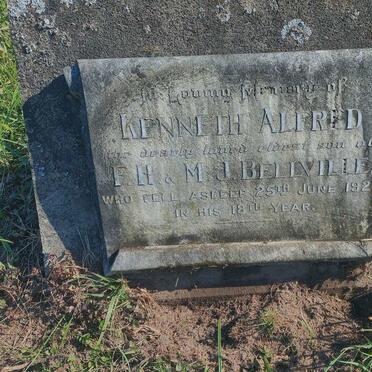 In Loving Memory of
KENNETH ALFRED
the dearly loved eldest son of
F. H. & M. J. BELLVILLE
WHO FELL ASLEEP 25TH JUNE 192
IN HIS 18TH YEAR.